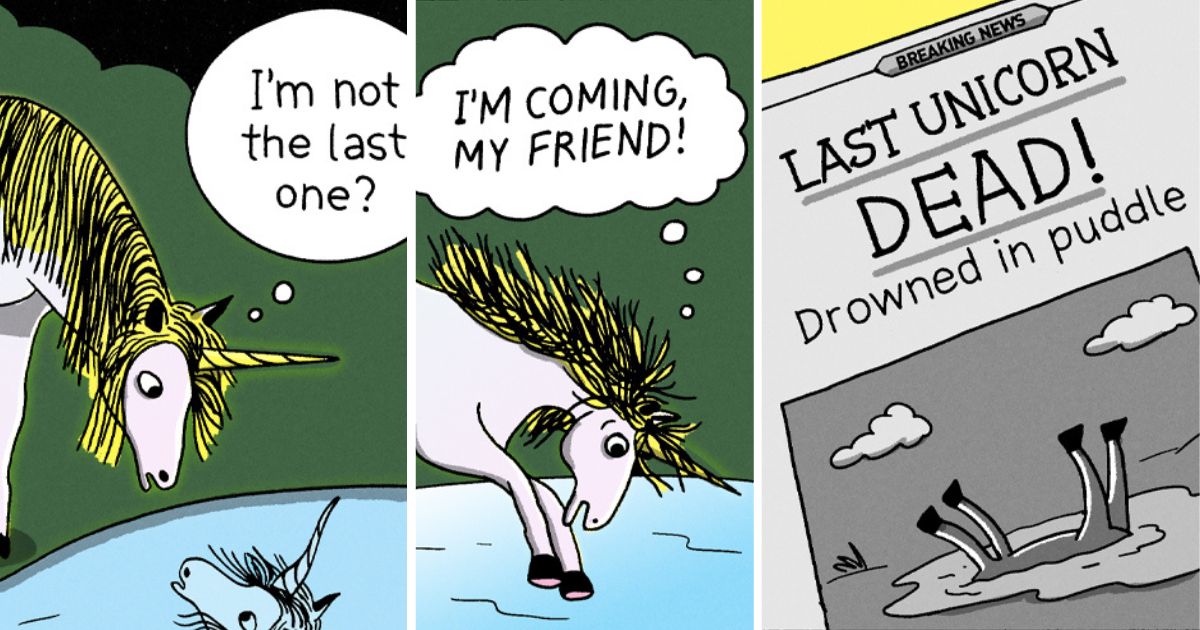 I'm not
the last
one?
I'M COMING,
MY FRIEND!
BREAKING NEWS
LAST UNICORN
DEAD!
Drowned in puddle